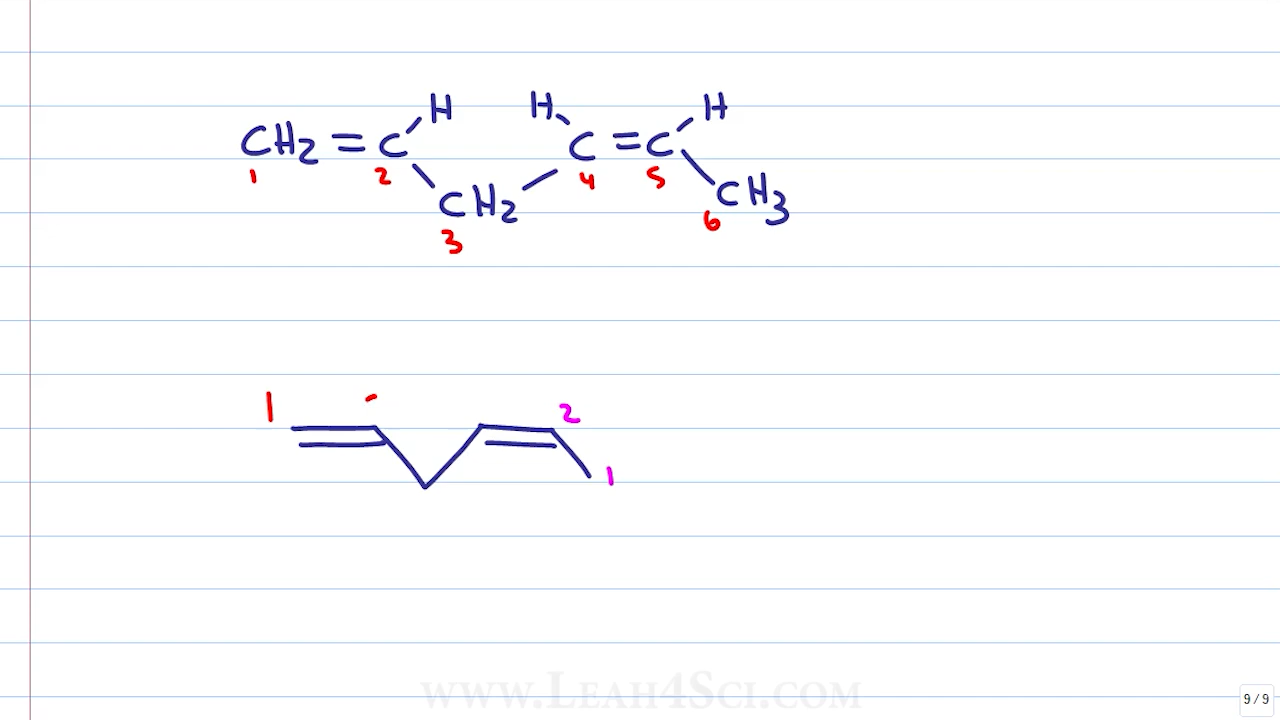 H H H
CH2 = C C = C
1 2 4 5
CH2 CH3
3 6
1 2
1
www.Leah4Sci.com
9 / 9